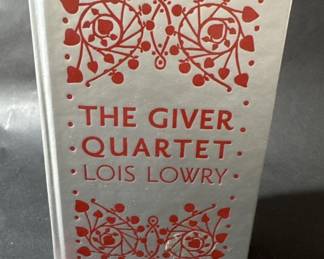 THE GIVER
QUARTET
LOIS LOWRY